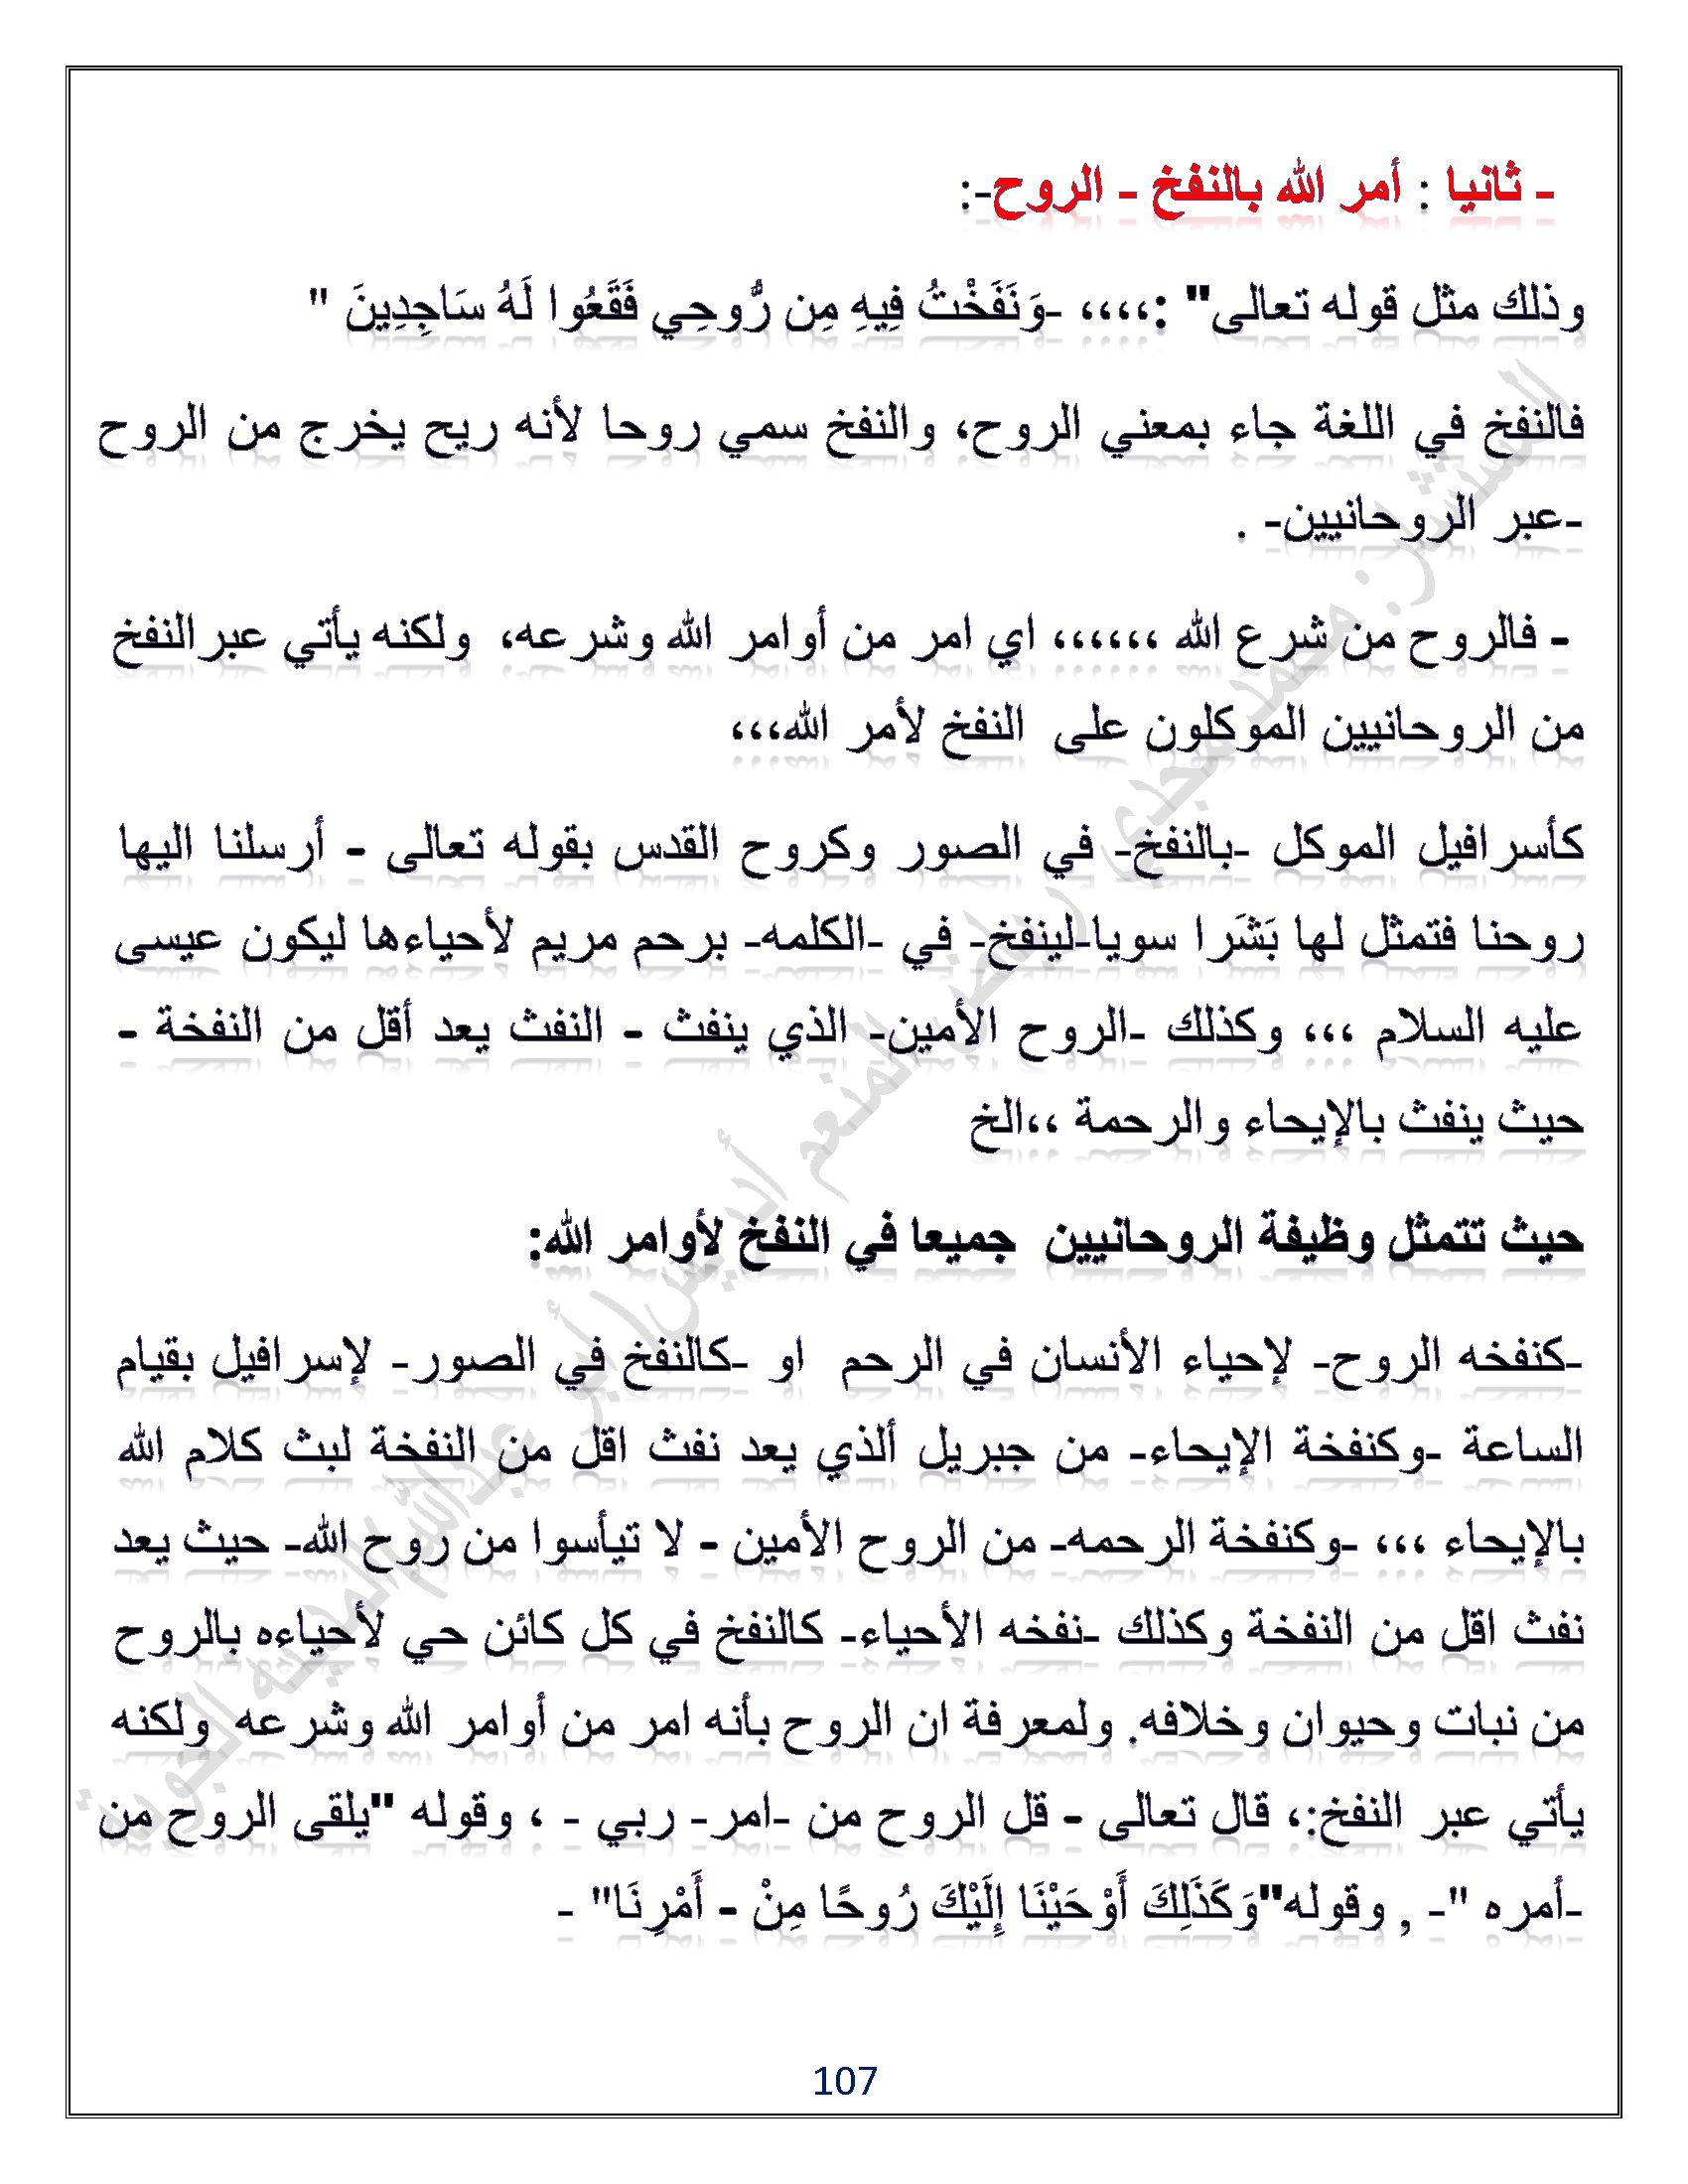 - ثانيا : أمر الله بالنفخ - الروح-:
وذلك مثل قوله تعالى" :،،،، -وَنَفَخْتُ فِيهِ مِن رُّوحِي فَقَعُوا لَهُ سَاجِدِينَ "
فالنفخ في اللغة جاء بمعني الروح، والنفخ سمي روحا لأنه ريح يخرج من الروح
-عبر الروحانيين- .
- فالروح من شرع الله ،،،،،، اي امر من أوامر الله وشرعه، ولكنه يأتي عبرالنفخ
من الروحانيين الموكلون على النفخ لأمر الله،،،
كأسرافيل الموكل -بالنفخ- في الصور وكروح القدس بقوله تعالى - أرسلنا اليها
روحنا فتمثل لها بَشَرا سويا-لينفخ- في -الكلمه- برحم مريم لأحياءها ليكون عيسى
عليه السلام ،،، وكذلك -الروح الأمين- الذي ينفث - النفث يعد أقل من النفخة -
حيث ينفث بالإيحاء والرحمة ،،الخ
حيث تتمثل وظيفة الروحانيين جميعا في النفخ لأوامر الله:
-كنفخه الروح- لإحياء الأنسان في الرحم او -كالنفخ في الصور- لإسرافيل بقيام
الساعة -وكنفخة الإيحاء- من جبريل ألذي يعد نفث اقل من النفخة لبث كلام الله
بالإيحاء ،،، -وكنفخة الرحمه- من الروح الأمين - لا تيأسوا من روح الله- حيث يعد
نفث اقل من النفخة وكذلك -نفخه الأحياء- كالنفخ في كل كائن حي لأحياءه بالروح
من نبات وحيوان وخلافه. ولمعرفة ان الروح بأنه امر من أوامر الله وشرعه ولكنه
يأتي عبر النفخ:، قال تعالى - قل الروح من -امر- ربي - ، وقوله "يلقى الروح من
-أمره "- , وقوله"وَكَذَلِكَ أَوْحَيْنَا إِلَيْكَ رُوحًا مِنْ - أَمْرِنَا" -
107